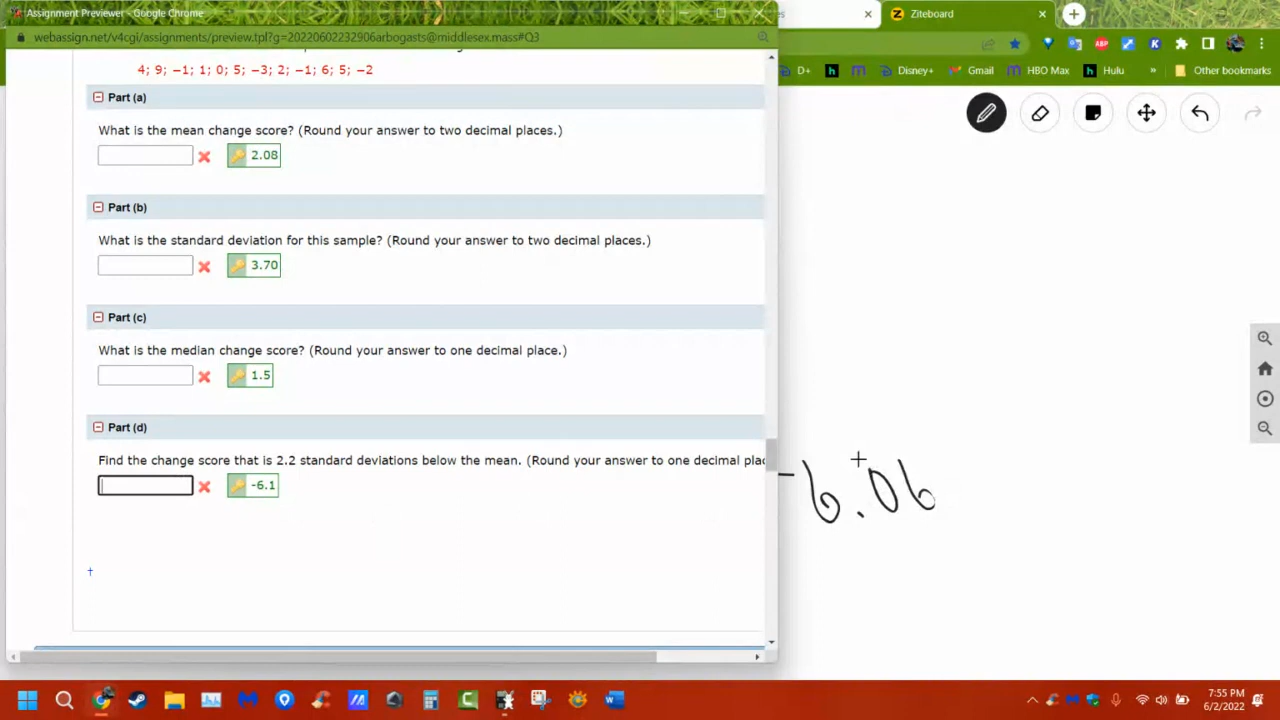 Assignment Previewer - Google Chrome
Ziteboard
webassign.net/v4cgi/assignments/preview.tpl?g=20220602232906arbogasts@middlesex.mass#Q3
D+
Disney+
Gmail
HBO Max
Hulu
»
Other bookmarks
4; 9; −1; 1; 0; 5; −3; 2; −1; 6; 5; −2
Part (a)
What is the mean change score? (Round your answer to two decimal places.)
2.08
Part (b)
What is the standard deviation for this sample? (Round your answer to two decimal places.)
3.70
Part (c)
What is the median change score? (Round your answer to one decimal place.)
1.5
Part (d)
Find the change score that is 2.2 standard deviations below the mean. (Round your answer to one decimal plac
-6.1
-6.06
7:55 PM
6/2/2022